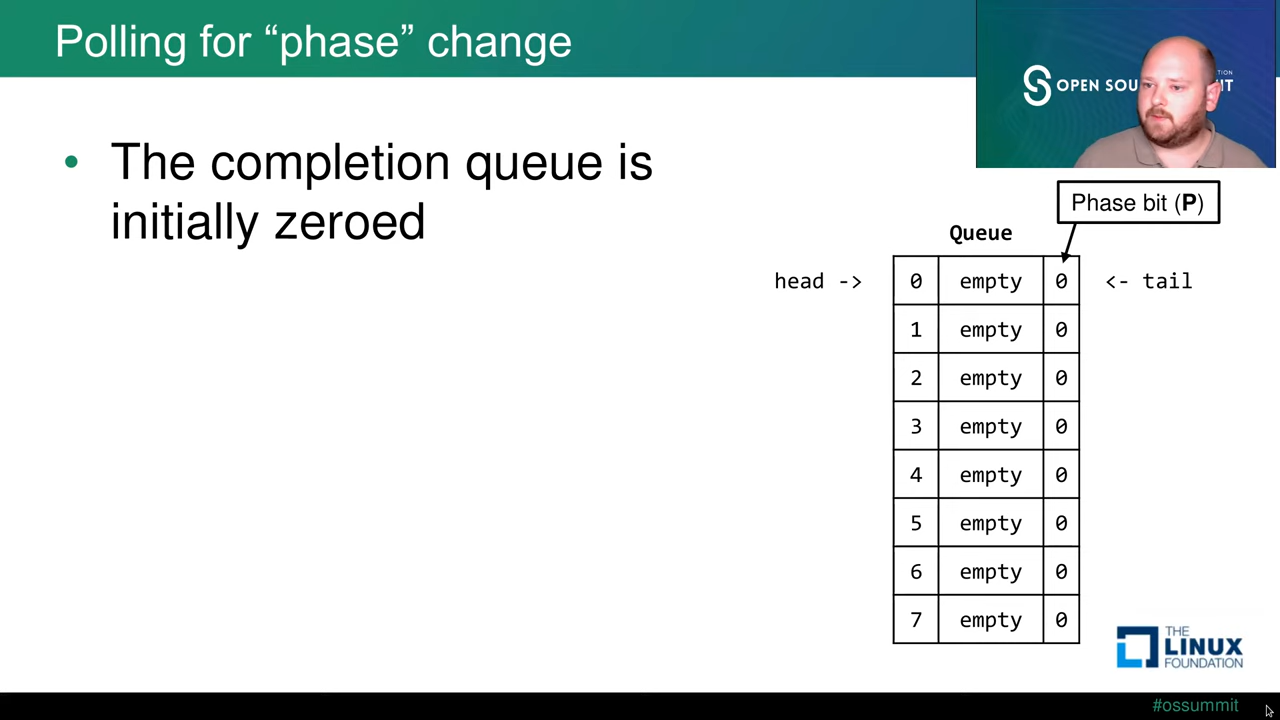 Polling for “phase” change
OPEN SOU
IT
TION
• The completion queue is
initially zeroed
Phase bit (P)
Queue
head -> 0 empty 0 <- tail
1 empty 0
2 empty 0
3 empty 0
4 empty 0
5 empty 0
6 empty 0
7 empty 0
THE
LINUX
FOUNDATION
#ossummit